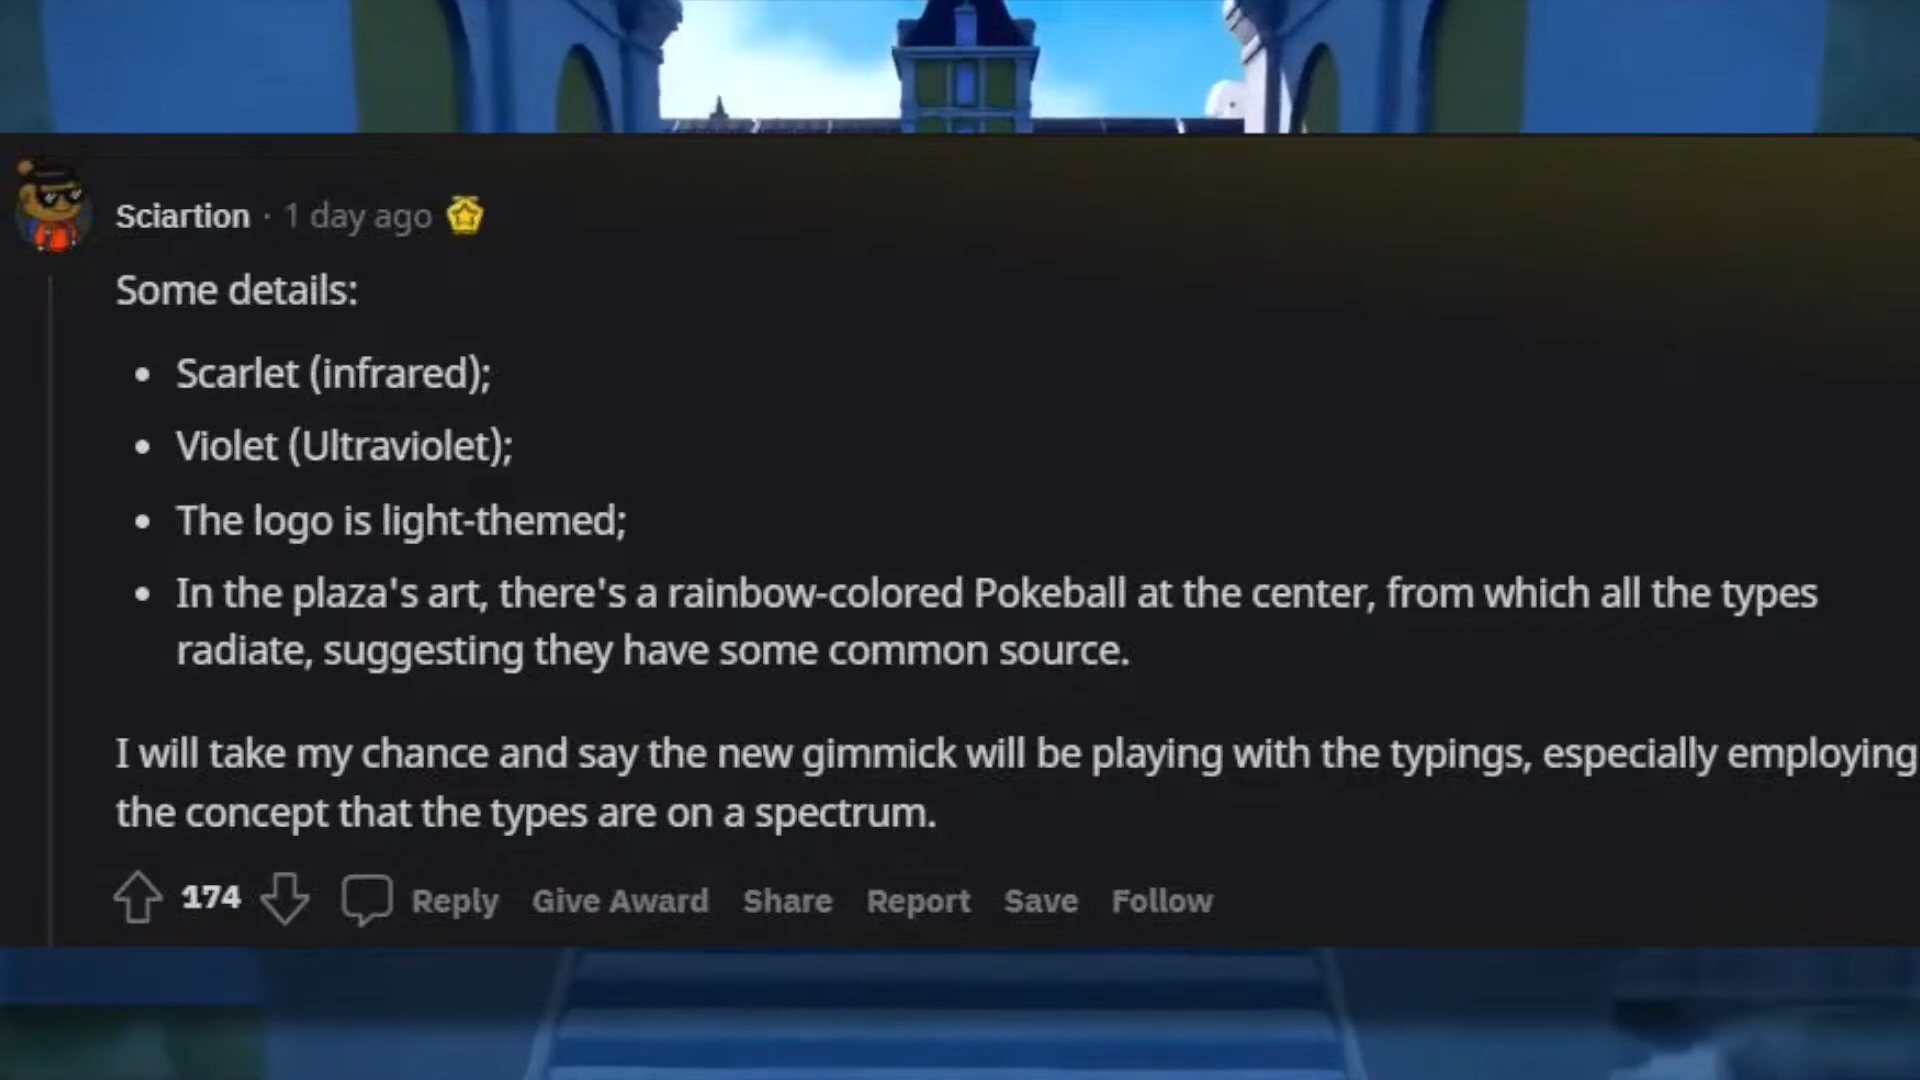 Sciartion · 1 day ago
Some details:
• Scarlet (infrared);
• Violet (Ultraviolet);
• The logo is light-themed;
• In the plaza's art, there's a rainbow-colored Pokeball at the center, from which all the types
radiate, suggesting they have some common source.
I will take my chance and say the new gimmick will be playing with the typings, especially employing
the concept that the types are on a spectrum.
174 Reply Give Award Share Report Save Follow